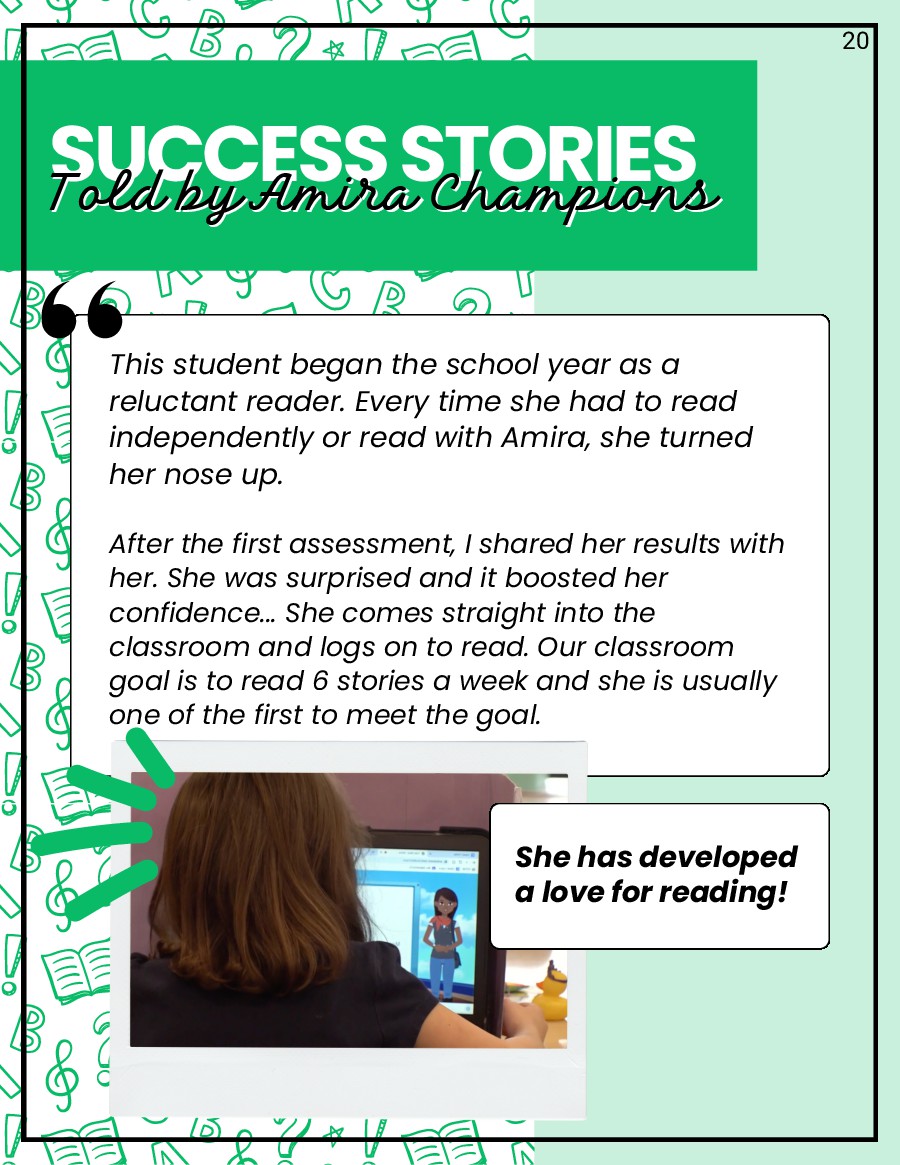 20
SUCCESS STORIES
Told by Amira Champions
“
This student began the school year as a
reluctant reader. Every time she had to read
independently or read with Amira, she turned
her nose up.
After the first assessment, I shared her results with
her. She was surprised and it boosted her
confidence... She comes straight into the
classroom and logs on to read. Our classroom
goal is to read 6 stories a week and she is usually
one of the first to meet the goal.
She has developed
a love for reading!